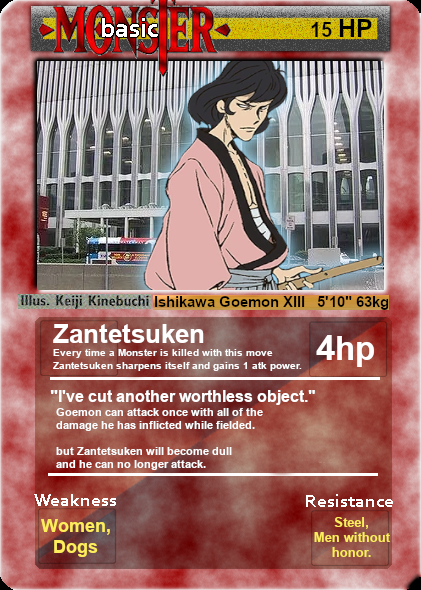 MONSTER
basic
15 HP
Illus. Keiji Kinebuchi Ishikawa Goemon XIII 5'10" 63kg
Zantetsuken
Every time a Monster is killed with this move
Zantetsuken sharpens itself and gains 1 atk power.
4hp
"I've cut another worthless object."
Goemon can attack once with all of the
damage he has inflicted while fielded.
but Zantetsuken will become dull
and he can no longer attack.
Weakness
Women,
Dogs
Resistance
Steel,
Men without
honor.